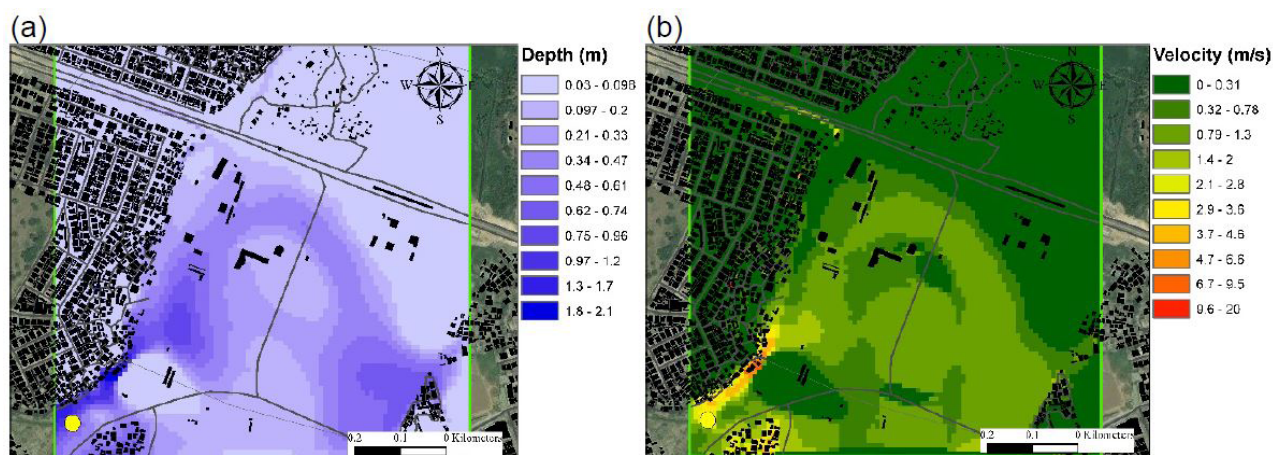 (a)
N
W E
S
Depth (m)
0.03 - 0.096
0.097 - 0.2
0.21 - 0.33
0.34 - 0.47
0.48 - 0.61
0.62 - 0.74
0.75 - 0.96
0.97 - 1.2
1.3 - 1.7
1.8 - 2.1
0.2 0.1 0 Kilometers
(b)
N
W E
S
Velocity (m/s)
0 - 0.31
0.32 - 0.78
0.79 - 1.3
1.4 - 2
2.1 - 2.8
2.9 - 3.6
3.7 - 4.6
4.7 - 6.6
6.7 - 9.5
9.6 - 20
0.2 0.1 0 Kilometers